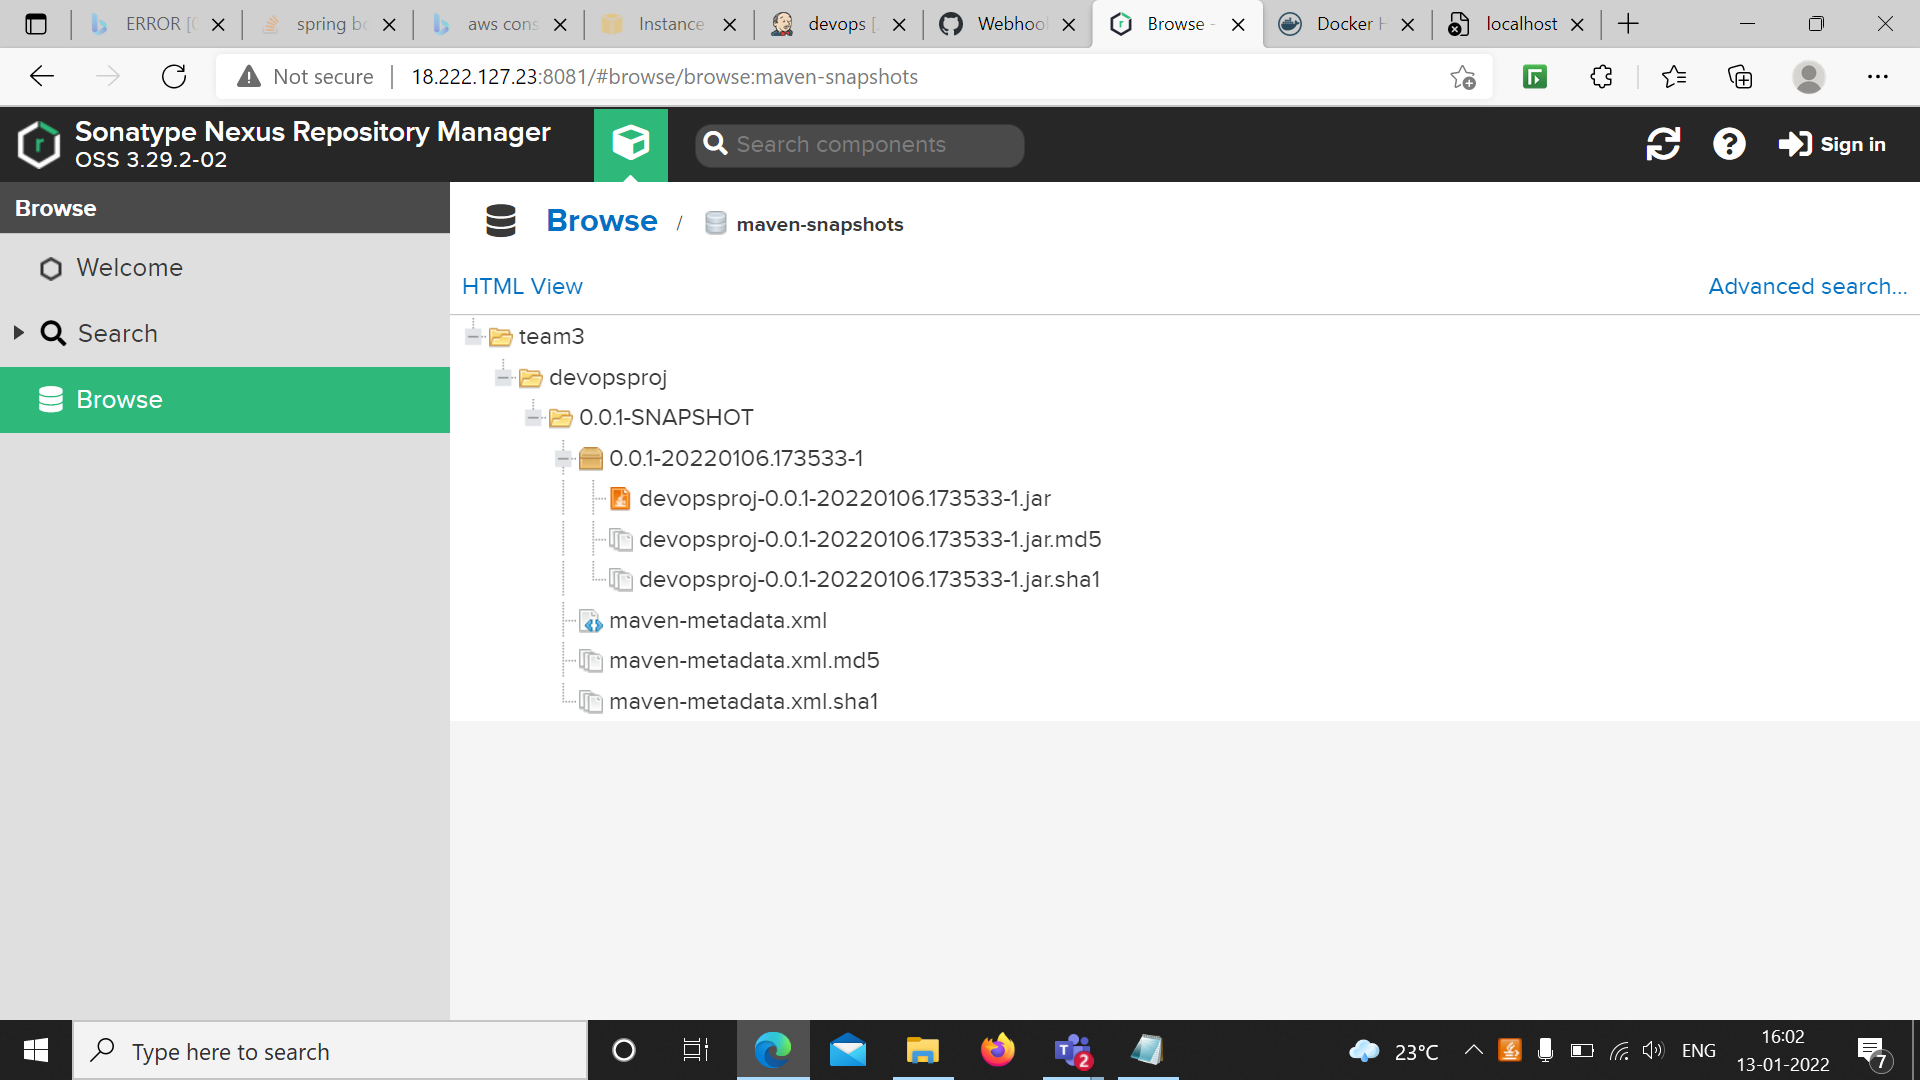 ERROR [0
spring bo
aws cons
Instance
devops [
Webhook
Browse -
Docker H
localhost
Not secure
18.222.127.23:8081/#browse/browse:maven-snapshots
Sonatype Nexus Repository Manager
OSS 3.29.2-02
Search components
Sign in
Browse
Welcome
Search
Browse
Browse / maven-snapshots
HTML View
Advanced search...
team3
devopsproj
0.0.1-SNAPSHOT
0.0.1-20220106.173533-1
devopsproj-0.0.1-20220106.173533-1.jar
devopsproj-0.0.1-20220106.173533-1.jar.md5
devopsproj-0.0.1-20220106.173533-1.jar.sha1
maven-metadata.xml
maven-metadata.xml.md5
maven-metadata.xml.sha1
Type here to search
2
23°C
ENG
16:02
13-01-2022
7